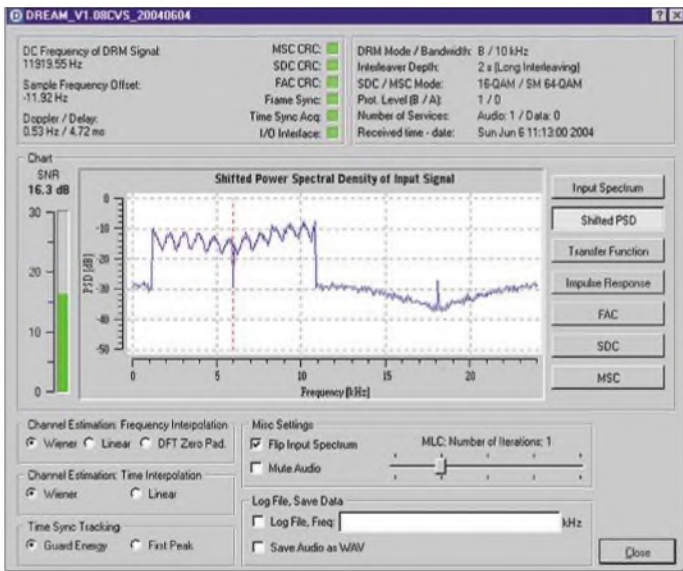 DREAM_V1.08CVS_20040604
DC Frequency of DRM Signal:
11919.55 Hz
Sample Frequency Offset:
-11.92 Hz
Doppler / Delay:
0.53 Hz / 4.72 ms
MSC CRC:
SDC CRC:
FAC CRC:
Frame Sync:
Time Sync Acq:
I/O Interface:
DRM Mode / Bandwidth: B / 10 kHz
Interleaver Depth: 2 s (Long Interleaving)
SDC / MSC Mode: 16-QAM / SM 64-QAM
Prot. Level (B / A): 1 / 0
Number of Services: Audio: 1 / Data: 0
Received time - date: Sun Jun 6 11:13:00 2004
Chart
SNR
16.3 dB
30
20
10
0
Shifted Power Spectral Density of Input Signal
PSD [dB]
0
-10
-20
-30
-40
-50
0 5 10 15 20
Frequency [kHz]
Input Spectrum
Shifted PSD
Transfer Function
Impulse Response
FAC
SDC
MSC
Channel Estimation: Frequency Interpolation
Wiener Linear DFT Zero Pad.
Channel Estimation: Time Interpolation
Wiener Linear
Time Sync Tracking
Guard Energy First Peak
Misc Settings
Flip Input Spectrum
Mute Audio
MLC: Number of Iterations: 1
Log File, Save Data
Log File, Freq: kHz
Save Audio as WAV
Close